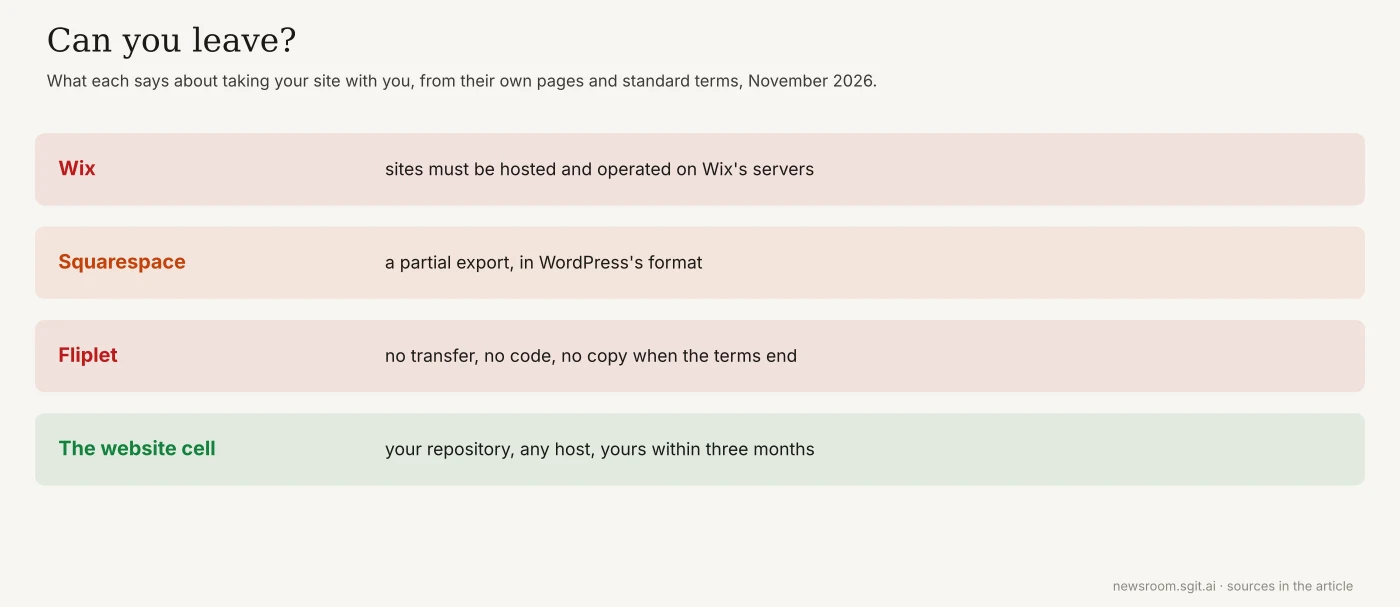 Can you leave?
What each says about taking your site with you, from their own pages and standard terms, November 2026.
Wix
sites must be hosted and operated on Wix's servers
Squarespace
a partial export, in WordPress's format
Fliplet
no transfer, no code, no copy when the terms end
The website cell
your repository, any host, yours within three months
newsroom.sgit.ai · sources in the article